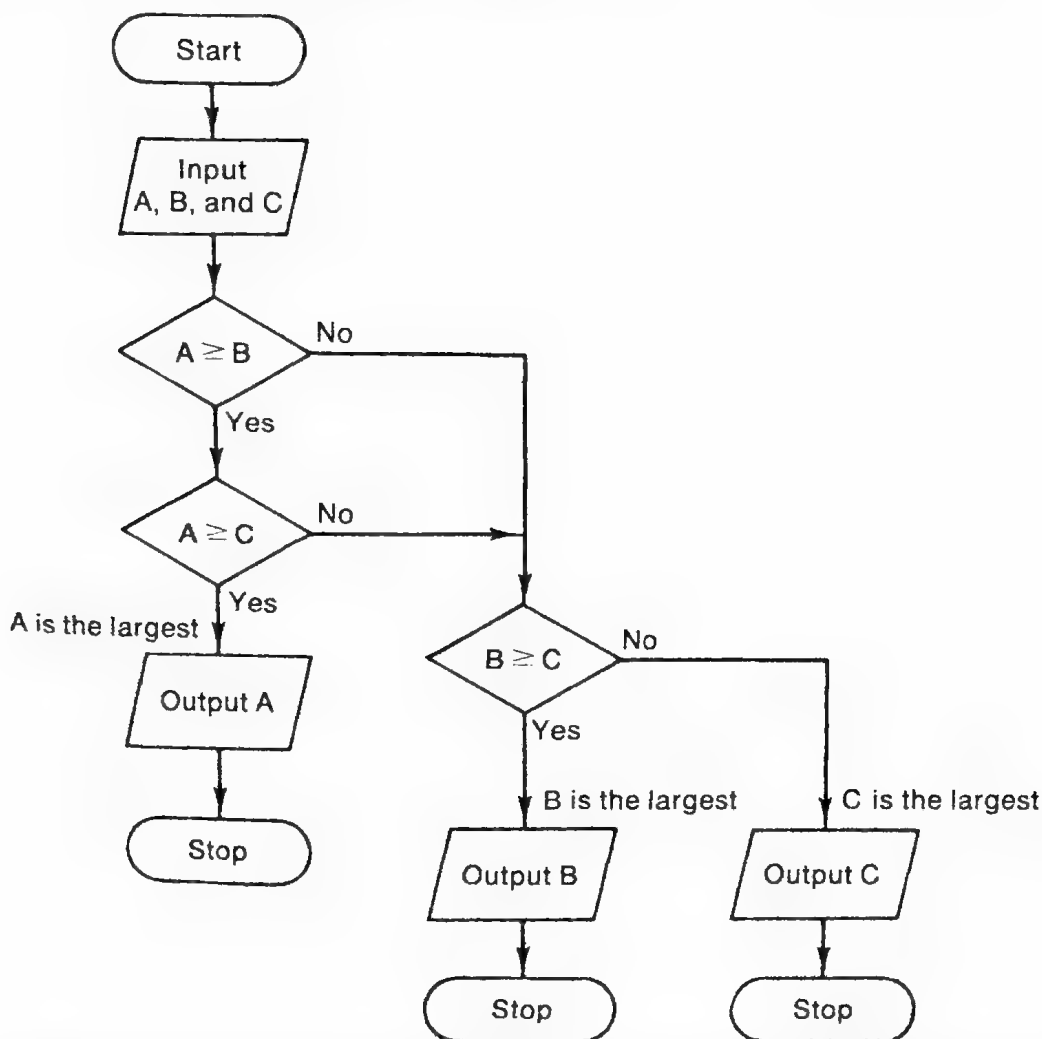 Start
Input
A, B, and C
A ≧ B
No
Yes
A ≧ C
No
Yes
A is the largest
B ≧ C
No
Output A
Yes
B is the largest
C is the largest
Stop
Output B
Output C
Stop
Stop